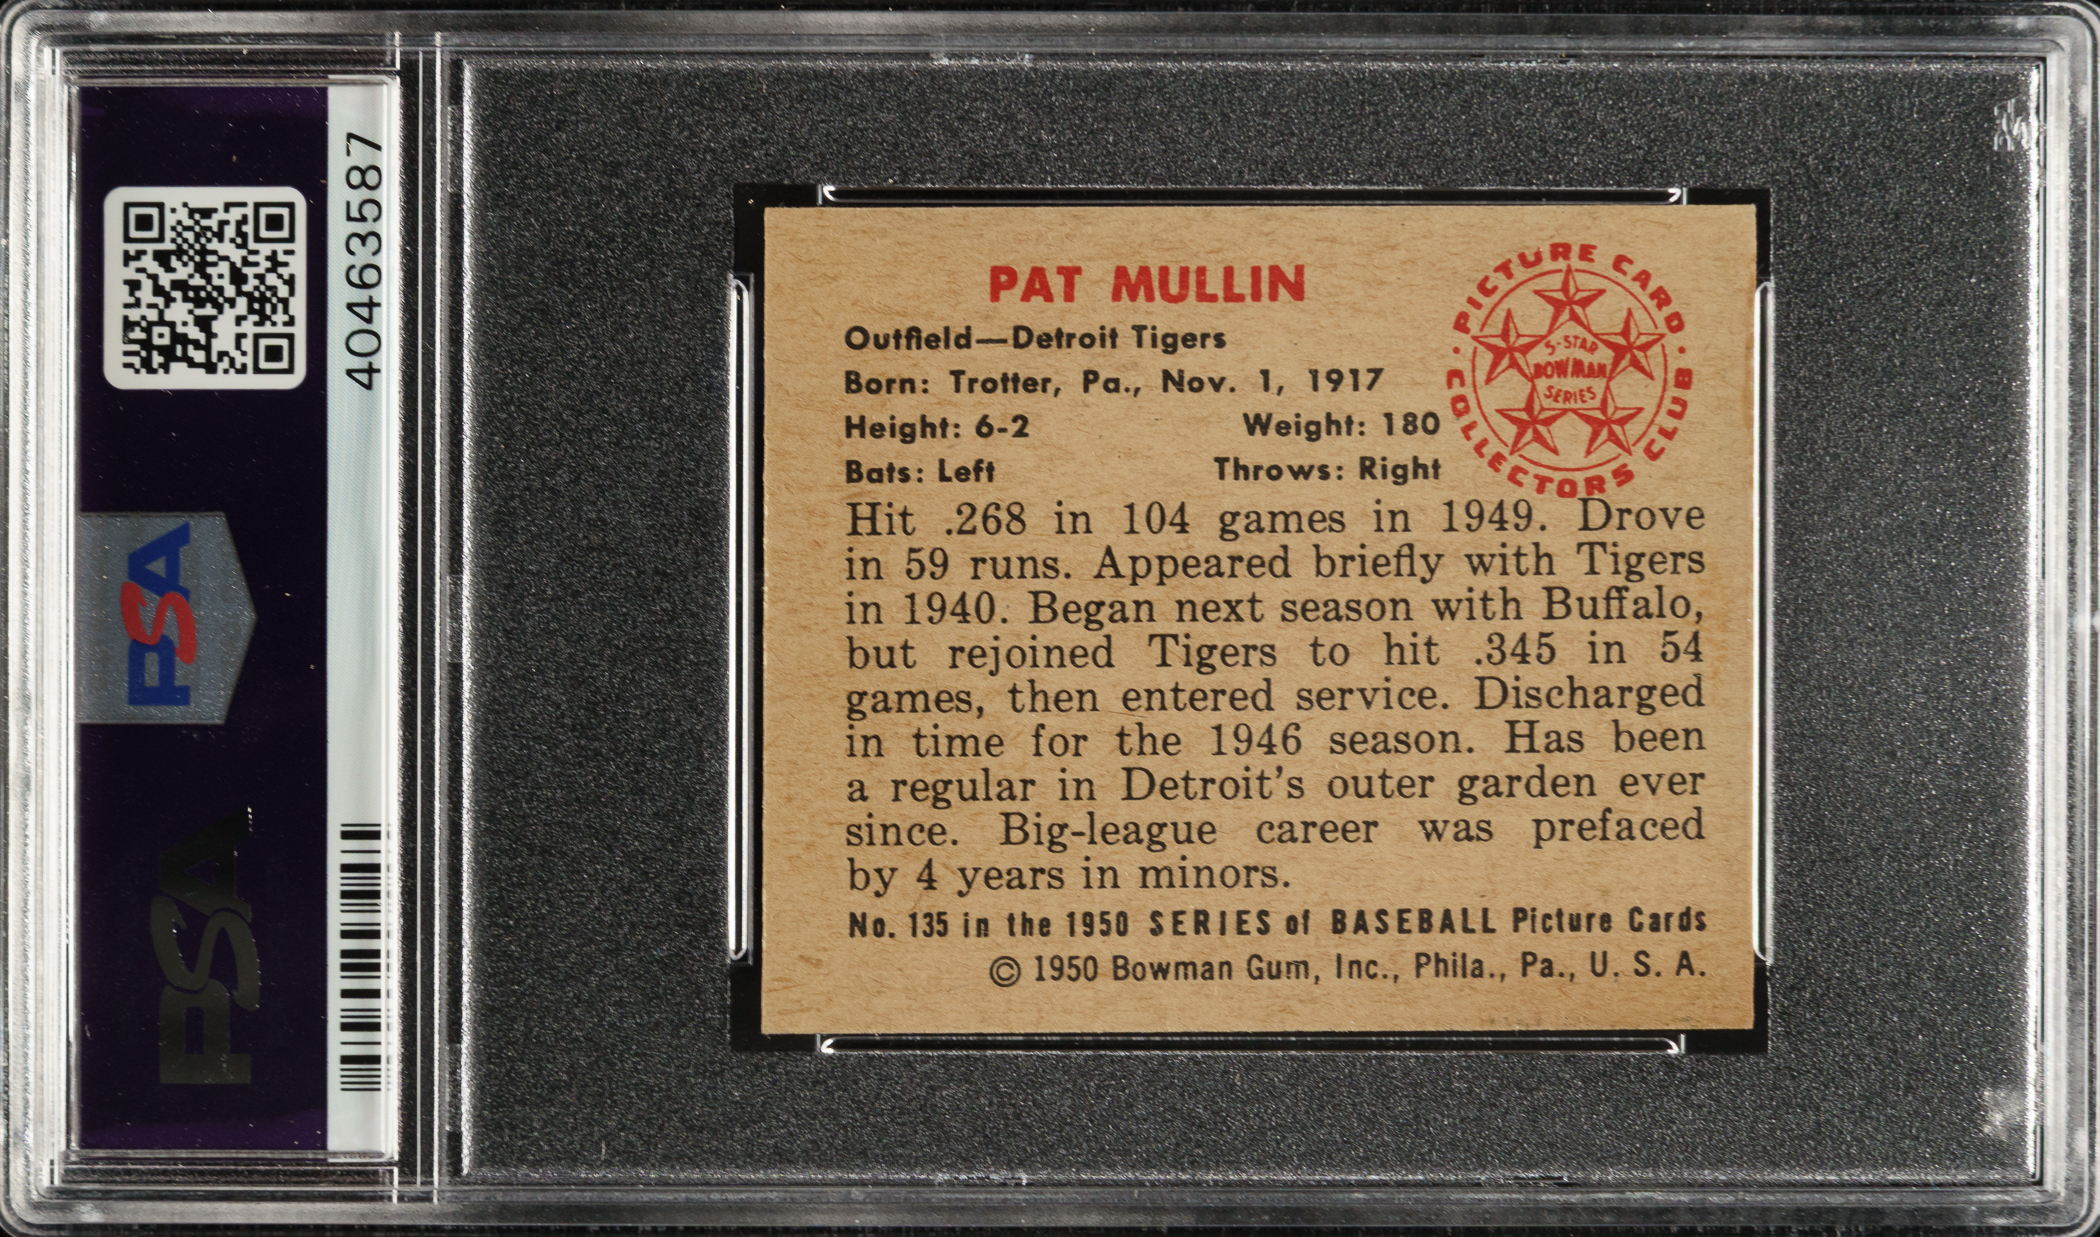 40463587
PSA
PSA
PAT MULLIN
Outfield—Detroit Tigers
Born: Trotter, Pa., Nov. 1, 1917
Height: 6-2 Weight: 180
Bats: Left Throws: Right
PICTURE CARD
COLLECTORS CLUB
5-STAR
BOWMAN
SERIES
Hit .268 in 104 games in 1949. Drove
in 59 runs. Appeared briefly with Tigers
in 1940. Began next season with Buffalo,
but rejoined Tigers to hit .345 in 54
games, then entered service. Discharged
in time for the 1946 season. Has been
a regular in Detroit's outer garden ever
since. Big-league career was prefaced
by 4 years in minors.
No. 135 in the 1950 SERIES of BASEBALL Picture Cards
© 1950 Bowman Gum, Inc., Phila., Pa., U. S. A.